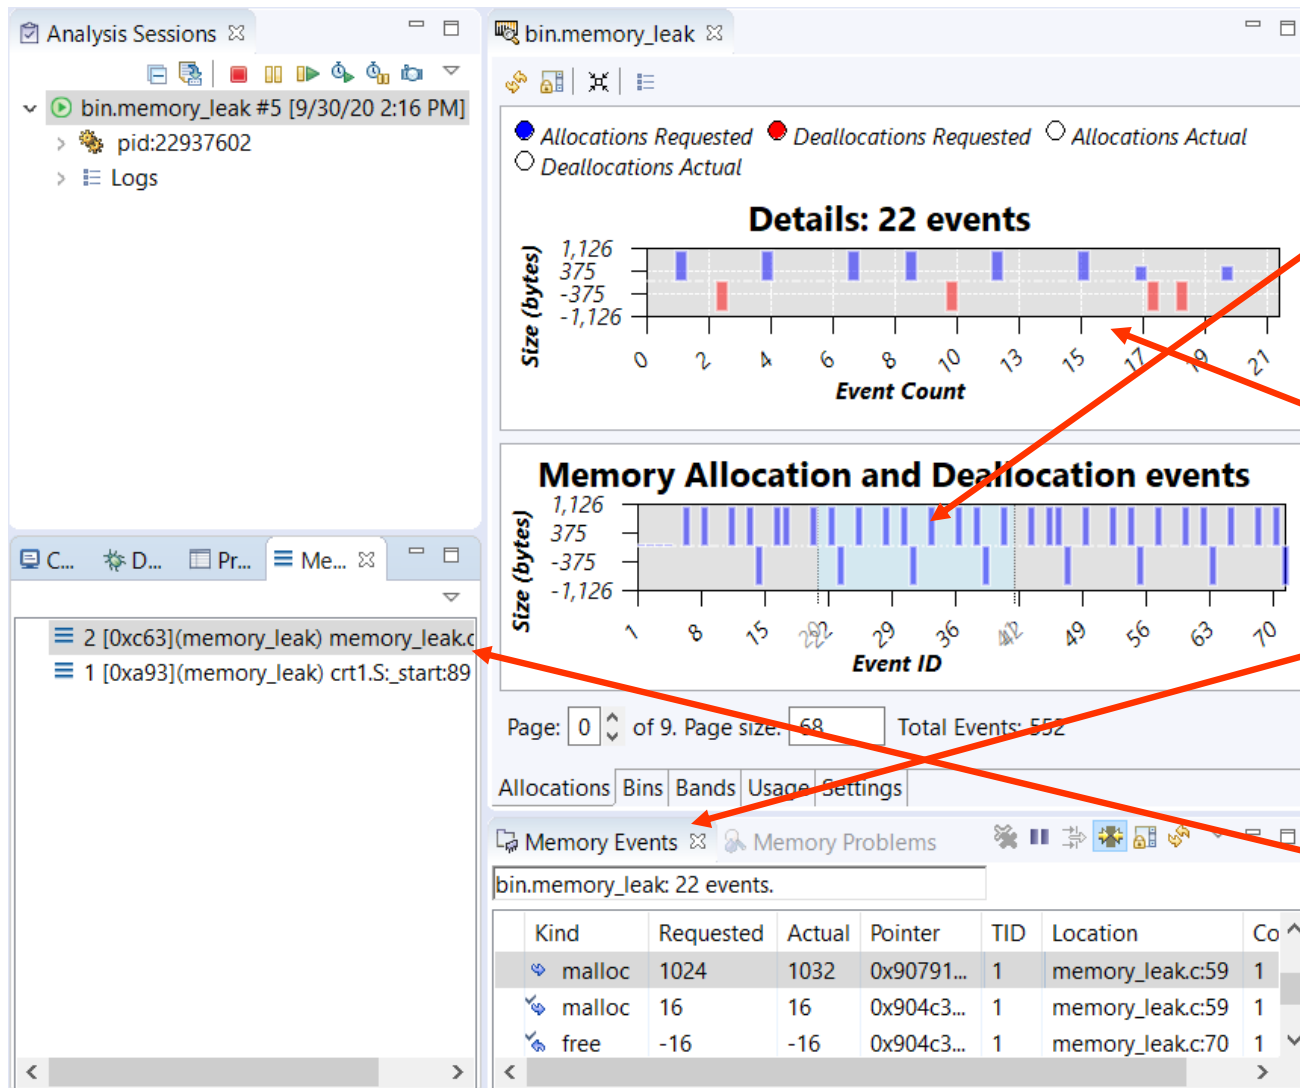 Analysis Sessions
bin.memory_leak #5 [9/30/20 2:16 PM]
pid:22937602
Logs
bin.memory_leak
Allocations Requested Deallocations Requested Allocations Actual
Deallocations Actual
Details: 22 events
Size (bytes)
1,126
375
-375
-1,126
0 2 4 6 8 10 13 15 17 19 21
Event Count
Memory Allocation and Deallocation events
Size (bytes)
1,126
375
-375
-1,126
1 8 15 22 29 36 49 56 63 70
Event ID
Page: 0 of 9. Page size: 68 Total Events: 552
Allocations Bins Bands Usage Settings
C... D... Pr... Me...
2 [0xc63](memory_leak) memory_leak.c
1 [0xa93](memory_leak) crt1.S:_start:89
Memory Events Memory Problems
bin.memory_leak: 22 events.
Kind Requested Actual Pointer TID Location Co
malloc 1024 1032 0x90791... 1 memory_leak.c:59 1
malloc 16 16 0x904c3... 1 memory_leak.c:59 1
free -16 -16 0x904c3... 1 memory_leak.c:70 1